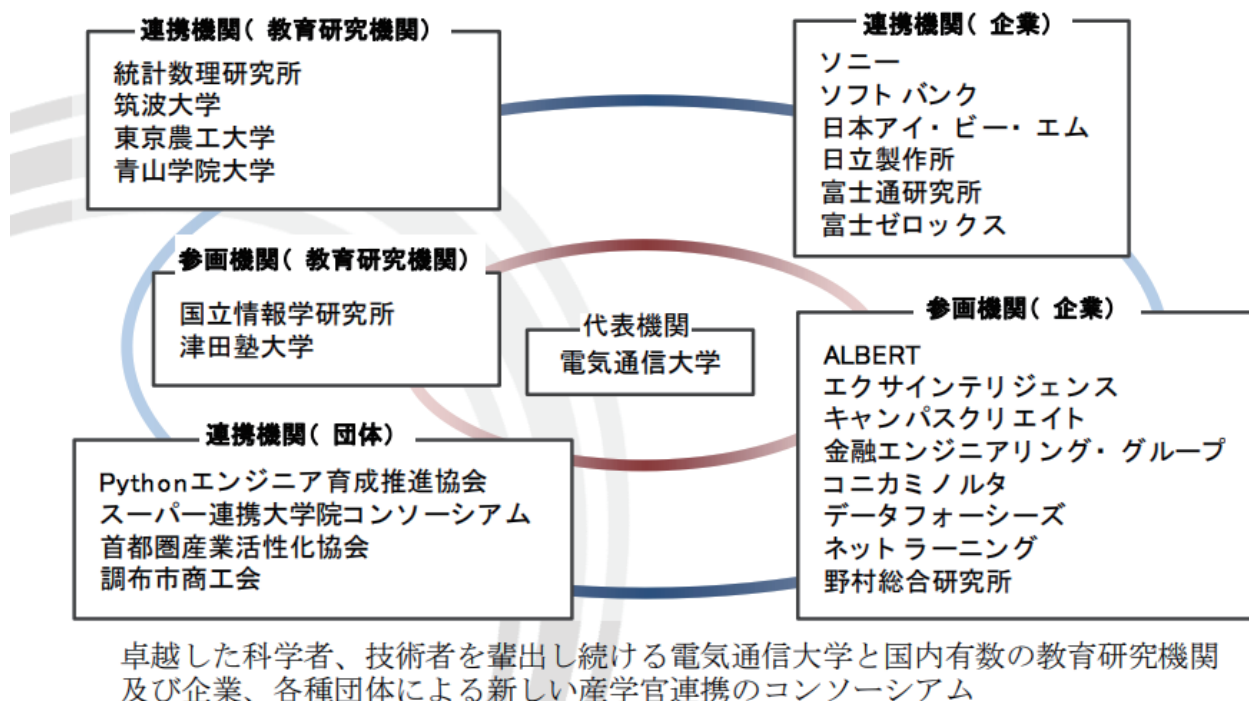 連携機関( 教育研究機関)
統計数理研究所
筑波大学
東京農工大学
青山学院大学
連携機関( 企業)
ソニー
ソフトバンク
日本アイ・ビー・エム
日立製作所
富士通研究所
富士ゼロックス
参画機関( 教育研究機関)
国立情報学研究所
津田塾大学
代表機関
電気通信大学
参画機関( 企業)
ALBERT
エクサインテリジェンス
キャンパスクリエイト
金融エンジニアリング・グループ
コニカミノルタ
データフォーシーズ
ネットラーニング
野村総合研究所
連携機関( 団体)
Pythonエンジニア育成推進協会
スーパー連携大学院コンソーシアム
首都圏産業活性化協会
調布市商工会
卓越した科学者、技術者を輩出し続ける電気通信大学と国内有数の教育研究機関
及び企業、各種団体による新しい産学官連携のコンソーシアム